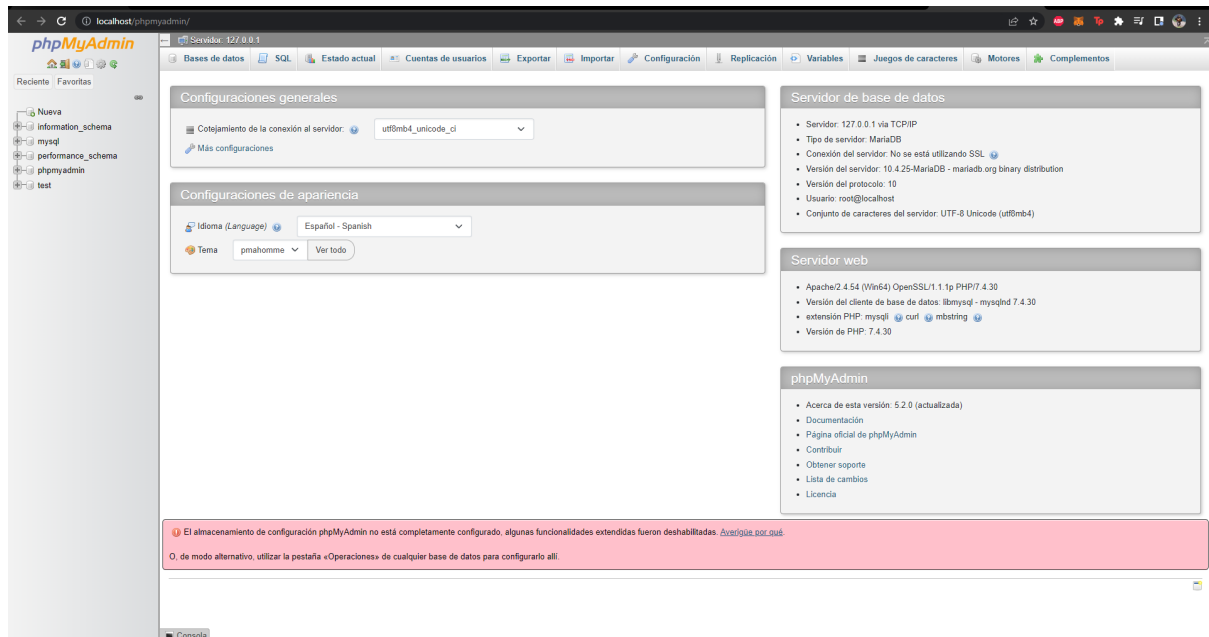 localhost/phpmyadmin/
phpMyAdmin
Reciente Favoritas
Nueva
information_schema
mysql
performance_schema
phpmyadmin
test
Servidor: 127.0.0.1
Bases de datos SQL Estado actual Cuentas de usuarios Exportar Importar Configuración Replicación Variables Juegos de caracteres Motores Complementos
Configuraciones generales
Cotejamiento de la conexión al servidor: utf8mb4_unicode_ci
Más configuraciones
Configuraciones de apariencia
Idioma (Language) Español - Spanish
Tema pmahomme Ver todo
Servidor de base de datos
• Servidor: 127.0.0.1 via TCP/IP
• Tipo de servidor: MariaDB
• Conexión del servidor: No se está utilizando SSL
• Versión del servidor: 10.4.25-MariaDB - mariadb.org binary distribution
• Versión del protocolo: 10
• Usuario: root@localhost
• Conjunto de caracteres del servidor: UTF-8 Unicode (utf8mb4)
Servidor web
• Apache/2.4.54 (Win64) OpenSSL/1.1.1p PHP/7.4.30
• Versión del cliente de base de datos: libmysql - mysqlnd 7.4.30
• extensión PHP: mysqli curl mbstring
• Versión de PHP: 7.4.30
phpMyAdmin
• Acerca de esta versión: 5.2.0 (actualizada)
• Documentación
• Página oficial de phpMyAdmin
• Contribuir
• Obtener soporte
• Lista de cambios
• Licencia
El almacenamiento de configuración phpMyAdmin no está completamente configurado, algunas funcionalidades extendidas fueron deshabilitadas. Averigüe por qué.
O, de modo alternativo, utilizar la pestaña «Operaciones» de cualquier base de datos para configurarlo allí.
Consola